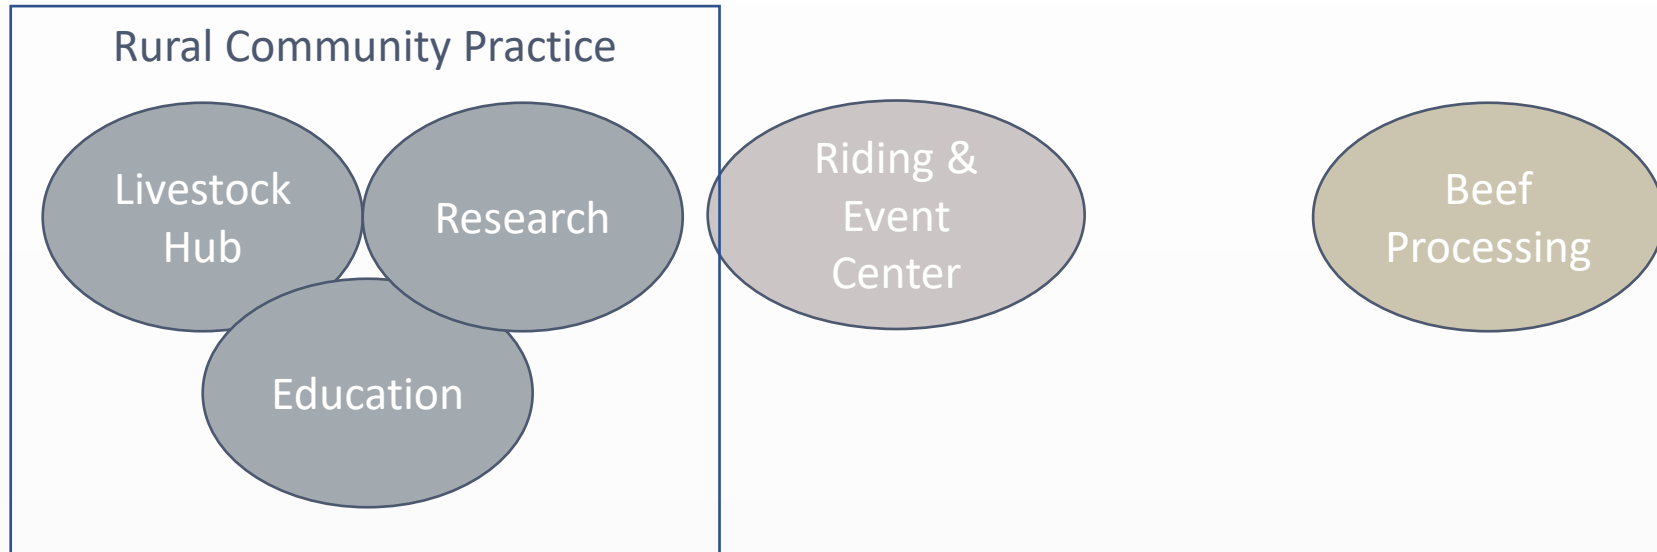 Rural Community Practice
Livestock
Hub
Research
Education
Riding &
Event
Center
Beef
Processing